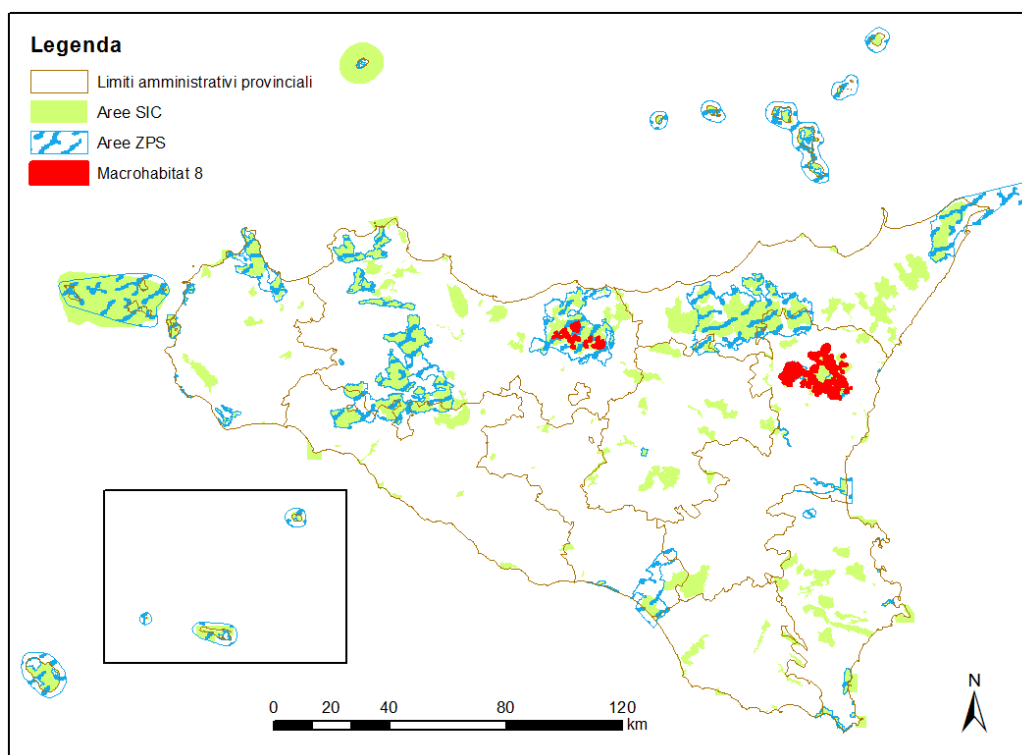 Legenda
Limiti amministrativi provinciali
Aree SIC
Aree ZPS
Macrohabitat 8
N
0 20 40 80 120
km